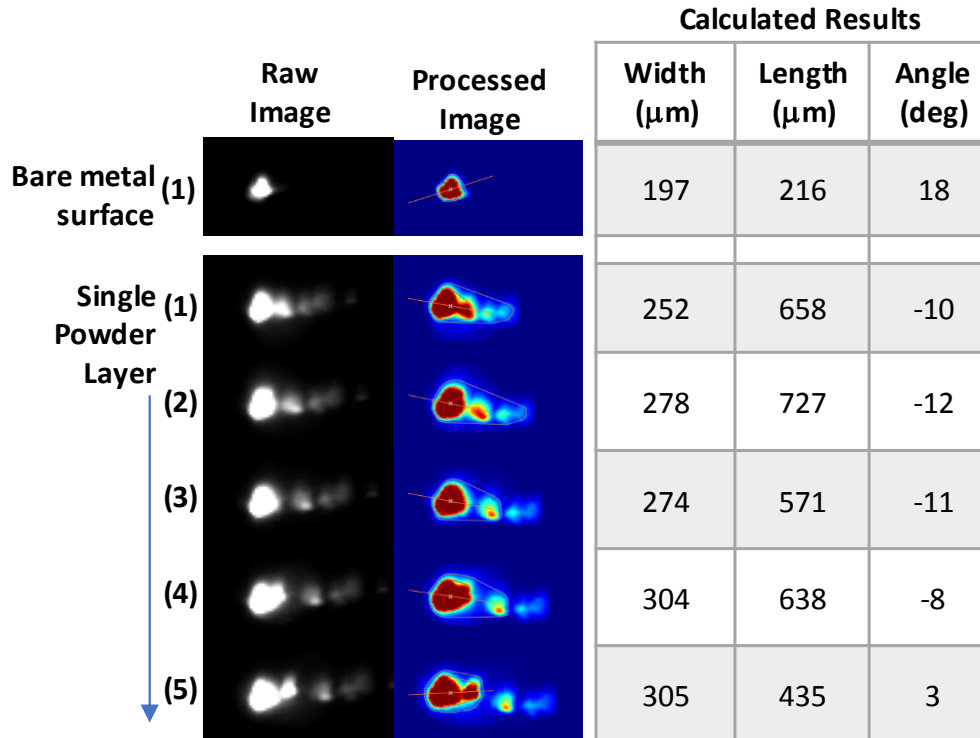 Calculated Results
Raw
Image
Processed
Image
Width
(μm)
Length
(μm)
Angle
(deg)
Bare metal
surface
(1)
197 216 18
Single
Powder
Layer
(1)
252 658 -10
(2)
278 727 -12
(3)
274 571 -11
(4)
304 638 -8
(5)
305 435 3